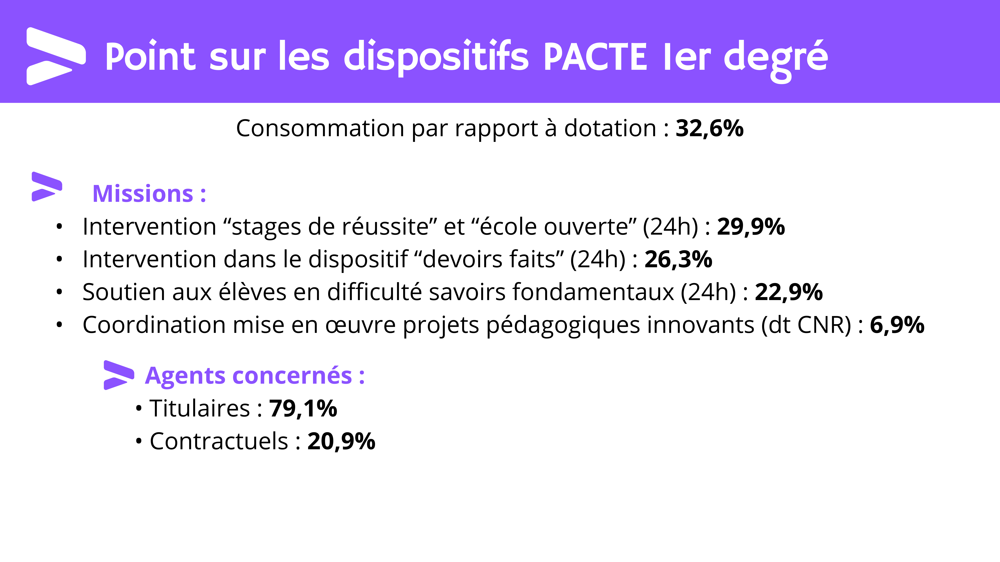 Point sur les dispositifs PACTE 1er degré
Consommation par rapport à dotation : 32,6%
Missions :
• Intervention “stages de réussite” et “école ouverte” (24h) : 29,9%
• Intervention dans le dispositif “devoirs faits” (24h) : 26,3%
• Soutien aux élèves en difficulté savoirs fondamentaux (24h) : 22,9%
• Coordination mise en œuvre projets pédagogiques innovants (dt CNR) : 6,9%
Agents concernés :
• Titulaires : 79,1%
• Contractuels : 20,9%